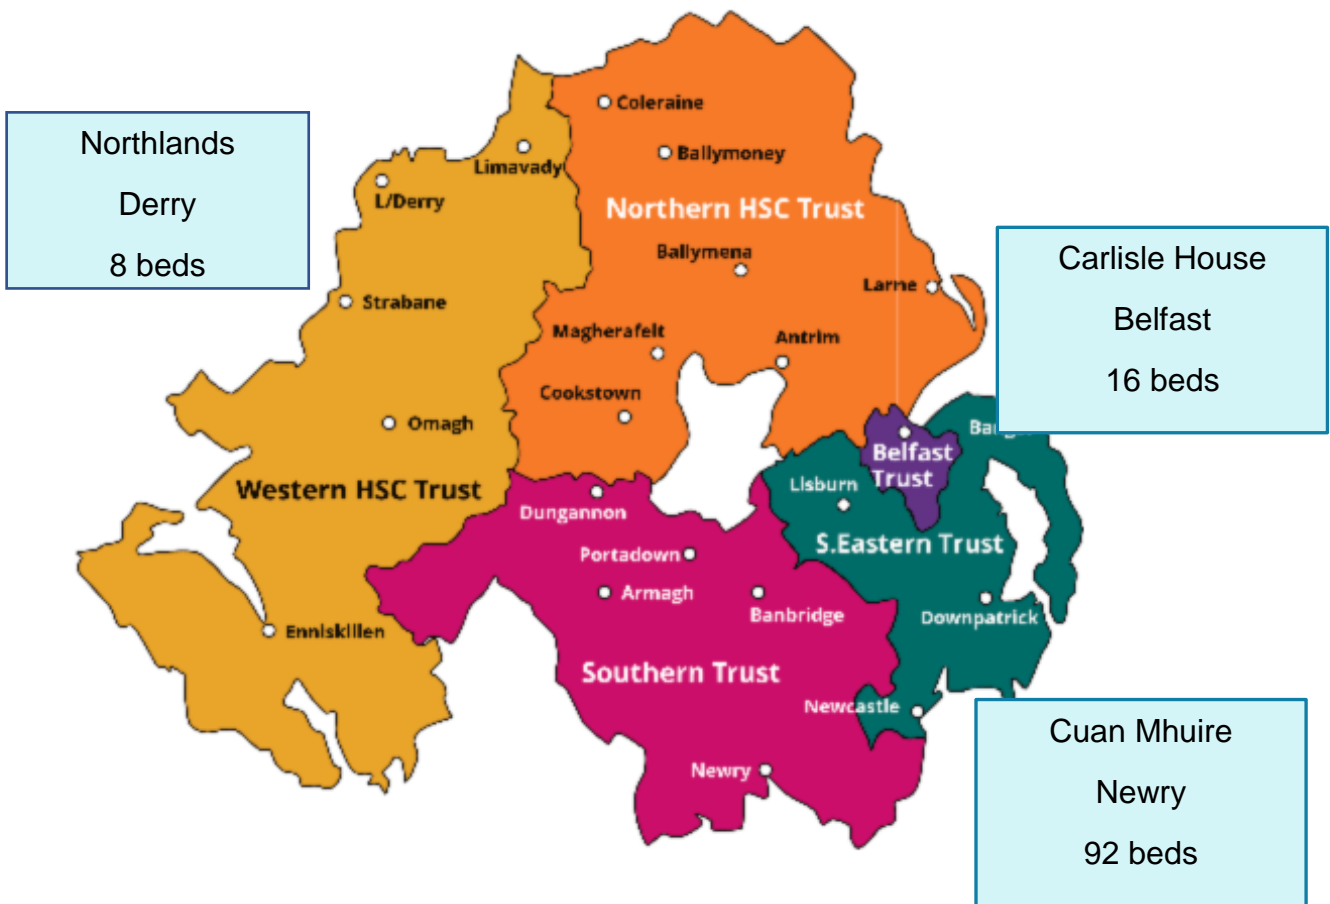 Northlands
Derry
8 beds
Coleraine
Ballymoney
Limavady
L/Derry
Northern HSC Trust
Ballymena
Larne
Strabane
Magherafelt
Antrim
Cookstown
Omagh
Carlisle House
Belfast
16 beds
Belfast
Trust
Western HSC Trust
Lisburn
Dungannon
S.Eastern Trust
Portadown
Armagh
Banbridge
Downpatrick
Enniskillen
Southern Trust
Newcastle
Newry
Cuan Mhuire
Newry
92 beds